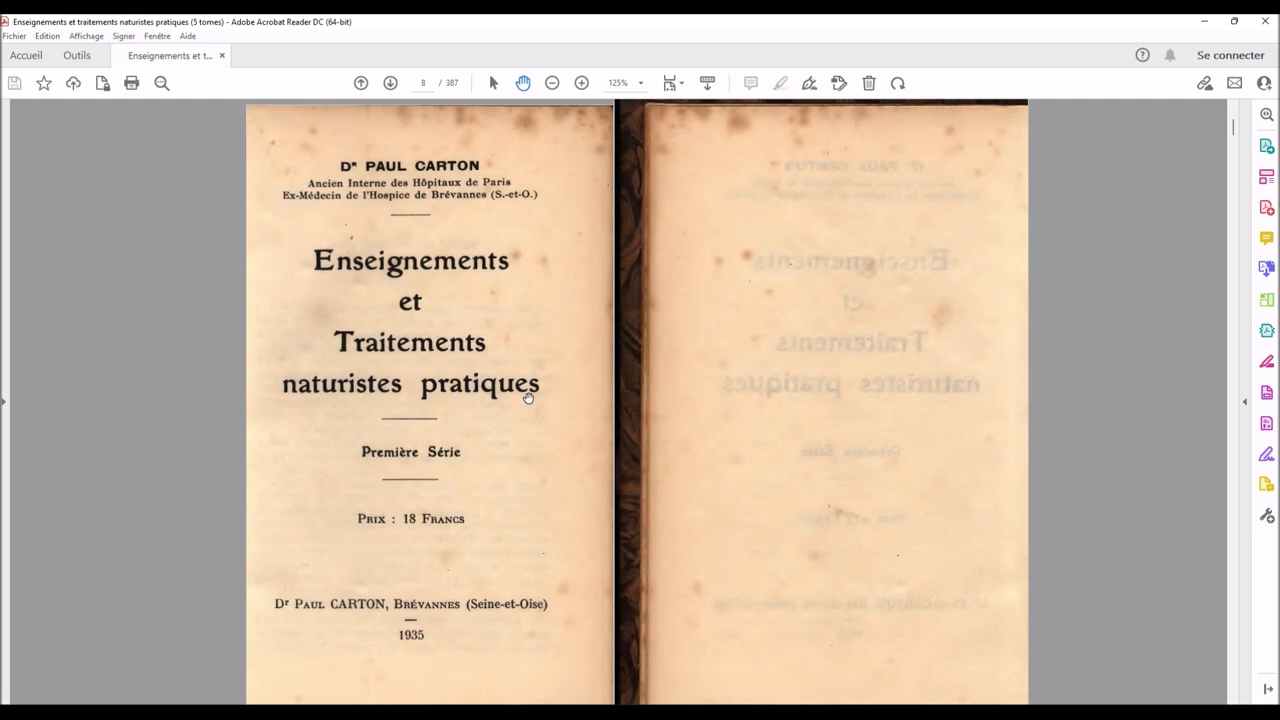 Enseignements et traitements naturistes pratiques (5 tomes) - Adobe Acrobat Reader DC (64-bit)
Fichier Edition Affichage Signer Fenêtre Aide
Accueil Outils Enseignements et t... × Se connecter
8 / 387 125%
Dr PAUL CARTON
Ancien Interne des Hôpitaux de Paris
Ex-Médecin de l'Hospice de Brévannes (S.-et-O.)
Enseignements
et
Traitements
naturistes pratiques
Première Série
Prix : 18 Francs
Dr Paul CARTON, Brévannes (Seine-et-Oise)
1935